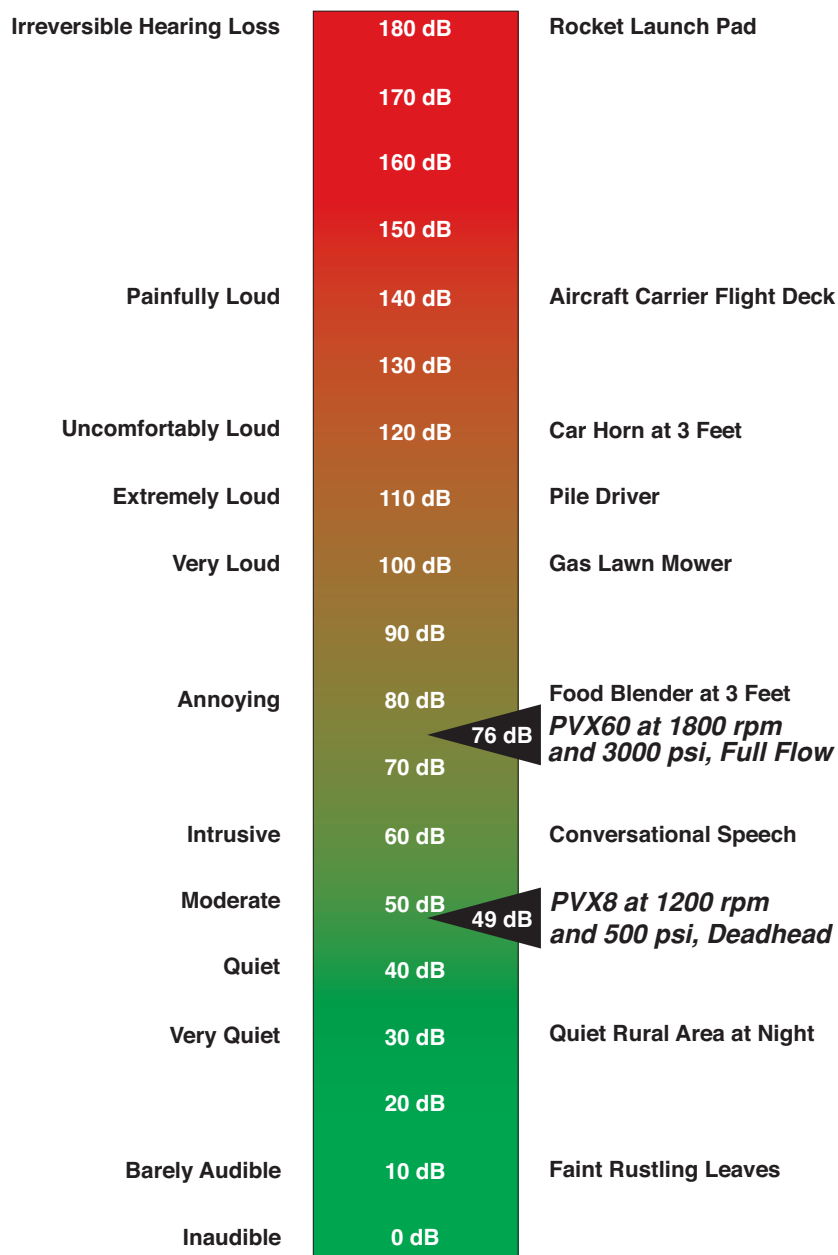 Irreversible Hearing Loss 180 dB Rocket Launch Pad
170 dB
160 dB
150 dB
Painfully Loud 140 dB Aircraft Carrier Flight Deck
130 dB
Uncomfortably Loud 120 dB Car Horn at 3 Feet
Extremely Loud 110 dB Pile Driver
Very Loud 100 dB Gas Lawn Mower
90 dB
Annoying 80 dB Food Blender at 3 Feet
76 dB PVX60 at 1800 rpm
and 3000 psi, Full Flow
70 dB
Intrusive 60 dB Conversational Speech
Moderate 50 dB PVX8 at 1200 rpm
49 dB and 500 psi, Deadhead
Quiet 40 dB
Very Quiet 30 dB Quiet Rural Area at Night
20 dB
Barely Audible 10 dB Faint Rustling Leaves
Inaudible 0 dB